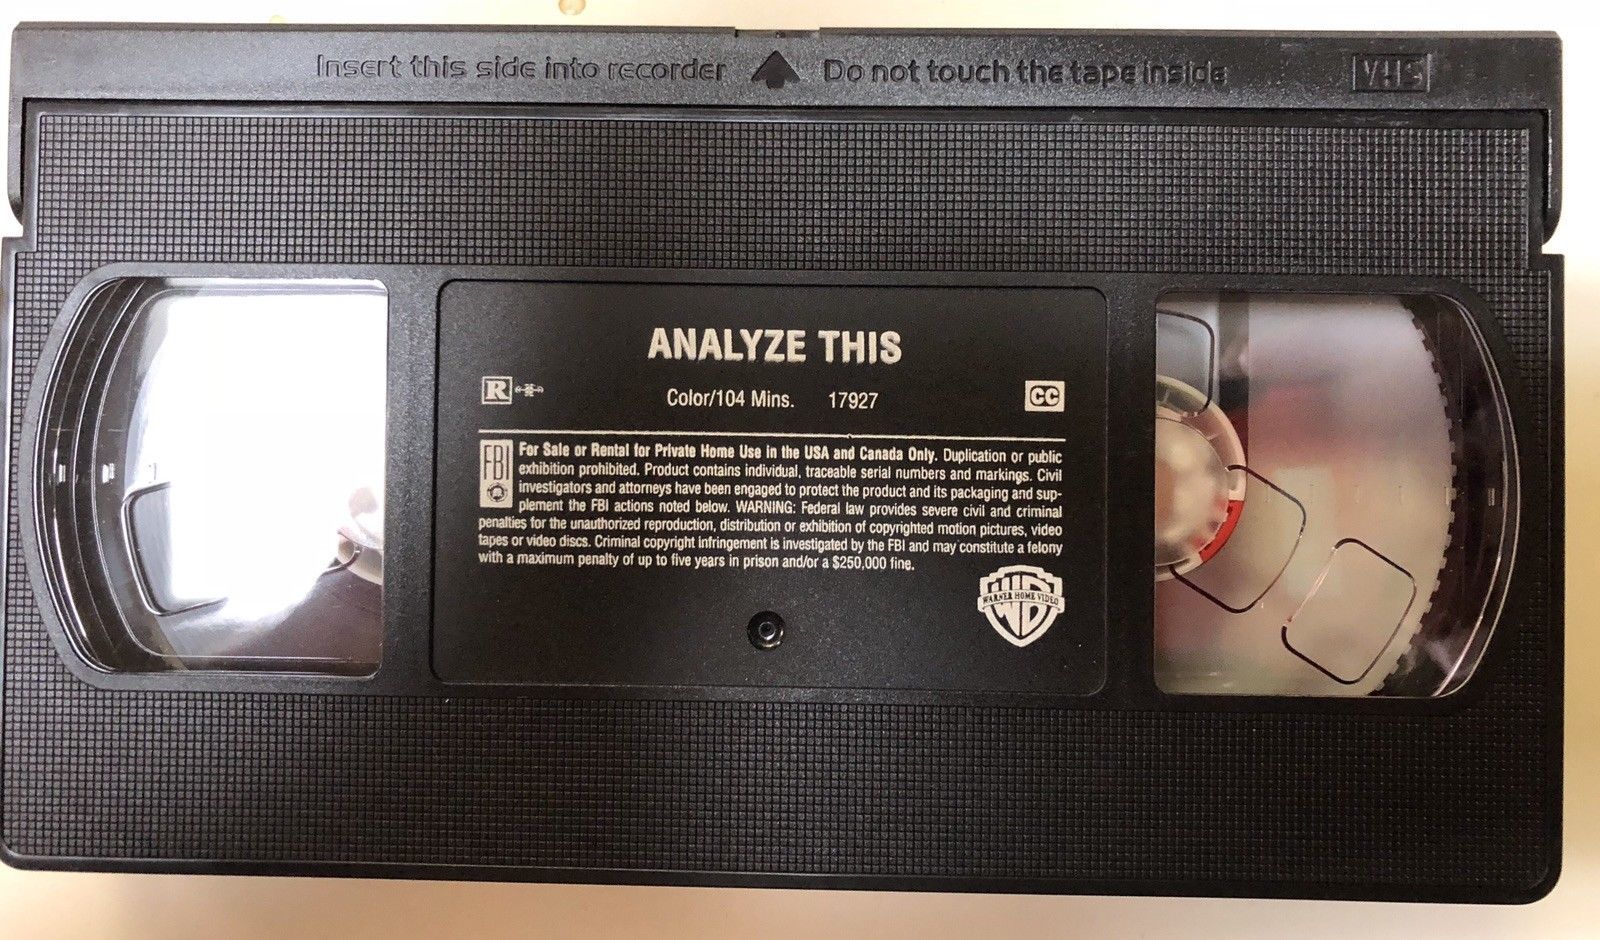 Insert this side into recorder Do not touch the tape inside VHS
ANALYZE THIS
R
Color/104 Mins. 17927
CC
FBI
For Sale or Rental for Private Home Use in the USA and Canada Only. Duplication or public
exhibition prohibited. Product contains individual, traceable serial numbers and markings. Civil
investigators and attorneys have been engaged to protect the product and its packaging and sup-
plement the FBI actions noted below. WARNING: Federal law provides severe civil and criminal
penalties for the unauthorized reproduction, distribution or exhibition of copyrighted motion pictures, video
tapes or video discs. Criminal copyright infringement is investigated by the FBI and may constitute a felony
with a maximum penalty of up to five years in prison and/or a $250,000 fine.
WB
WARNER HOME VIDEO